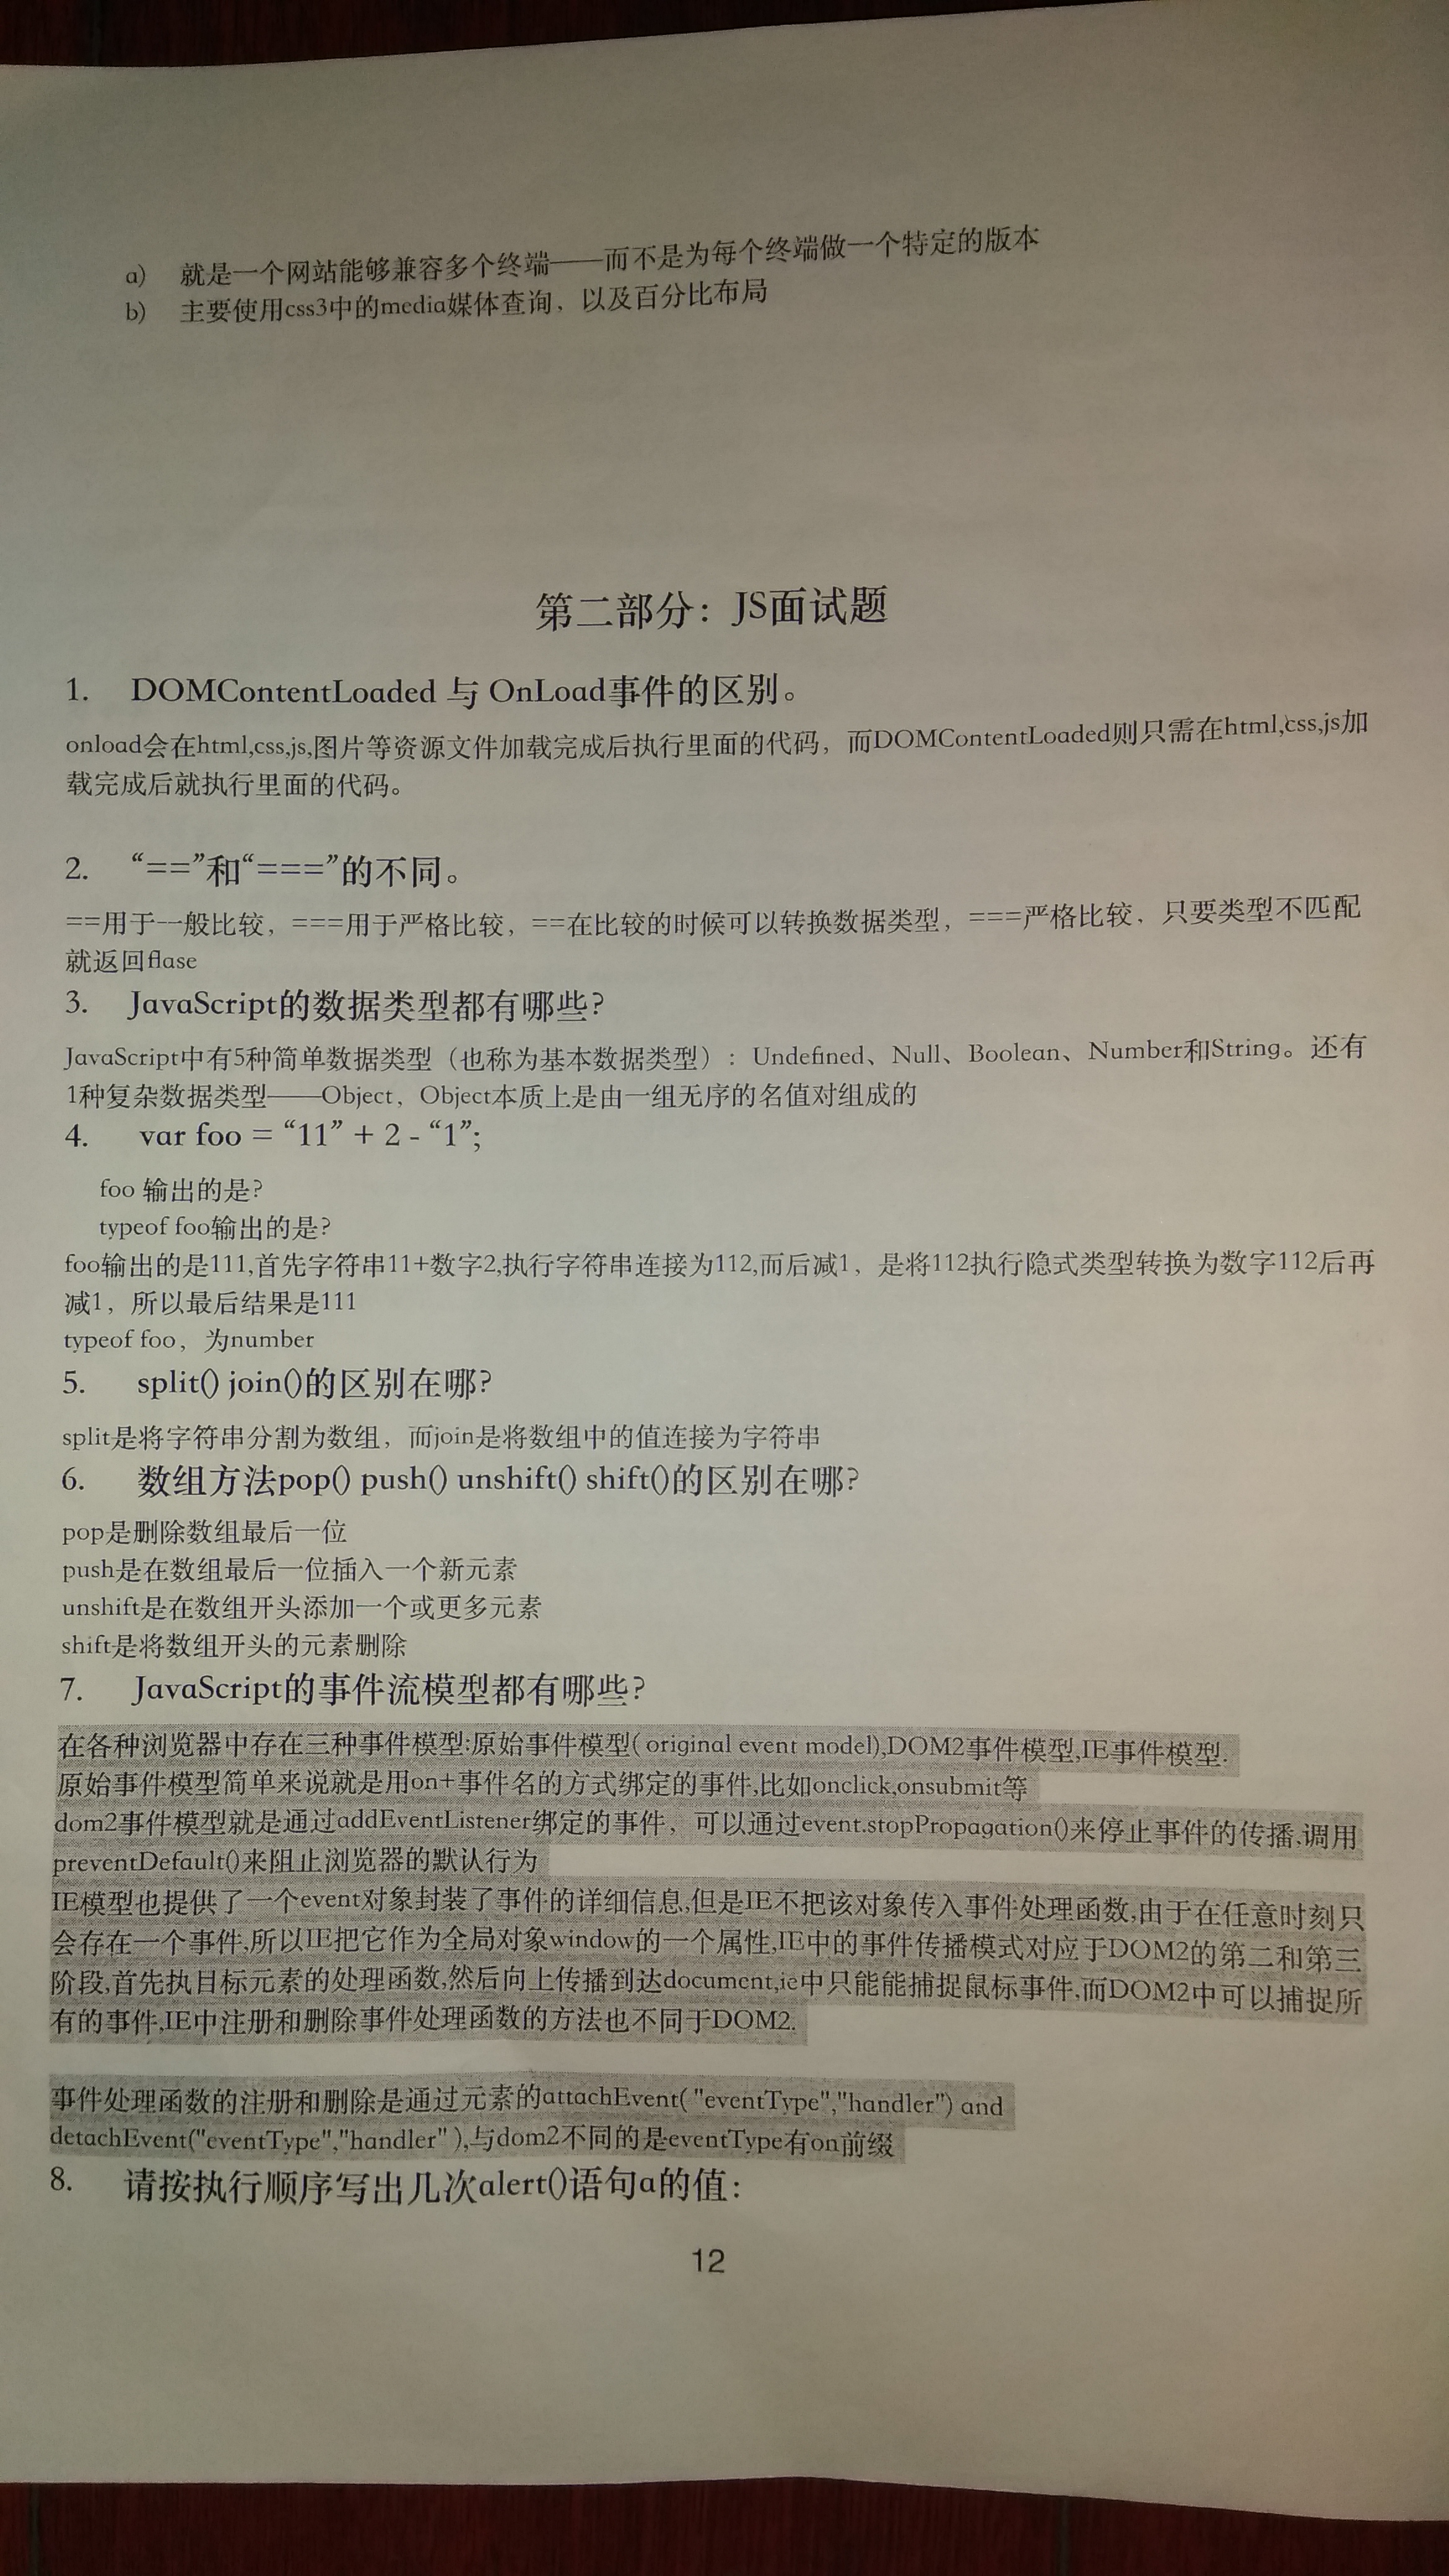 a) 就是一个网站能够兼容多个终端——而不是为每个终端做一个特定的版本
b) 主要使用css3中的media媒体查询，以及百分比布局
第二部分：JS面试题
1. DOMContentLoaded 与 OnLoad事件的区别。
onload会在html,css,js,图片等资源文件加载完成后执行里面的代码，而DOMContentLoaded则只需在html,css,js加
载完成后就执行里面的代码。
2. “==”和“===”的不同。
==用于一般比较，===用于严格比较，==在比较的时候可以转换数据类型，===严格比较，只要类型不匹配
就返回flase
3. JavaScript的数据类型都有哪些？
JavaScript中有5种简单数据类型（也称为基本数据类型）：Undefined、Null、Boolean、Number和String。还有
1种复杂数据类型——Object，Object本质上是由一组无序的名值对组成的
4. var foo = “11” + 2 - “1”;
foo 输出的是？
typeof foo输出的是？
foo输出的是111,首先字符串11+数字2,执行字符串连接为112,而后减1，是将112执行隐式类型转换为数字112后再
减1，所以最后结果是111
typeof foo，为number
5. split() join()的区别在哪？
split是将字符串分割为数组，而join是将数组中的值连接为字符串
6. 数组方法pop() push() unshift() shift()的区别在哪？
pop是删除数组最后一位
push是在数组最后一位插入一个新元素
unshift是在数组开头添加一个或更多元素
shift是将数组开头的元素删除
7. JavaScript的事件流模型都有哪些？
在各种浏览器中存在三种事件模型:原始事件模型( original event model),DOM2事件模型,IE事件模型.
原始事件模型简单来说就是用on+事件名的方式绑定的事件,比如onclick,onsubmit等
dom2事件模型就是通过addEventListener绑定的事件，可以通过event.stopPropagation()来停止事件的传播,调用
preventDefault()来阻止浏览器的默认行为
IE模型也提供了一个event对象封装了事件的详细信息,但是IE不把该对象传入事件处理函数,由于在任意时刻只
会存在一个事件,所以IE把它作为全局对象window的一个属性,IE中的事件传播模式对应于DOM2的第二和第三
阶段,首先执目标元素的处理函数,然后向上传播到达document,ie中只能能捕捉鼠标事件,而DOM2中可以捕捉所
有的事件,IE中注册和删除事件处理函数的方法也不同于DOM2.
事件处理函数的注册和删除是通过元素的attachEvent( "eventType","handler") and
detachEvent("eventType","handler" ),与dom2不同的是eventType有on前缀
8. 请按执行顺序写出几次alert()语句a的值：
12